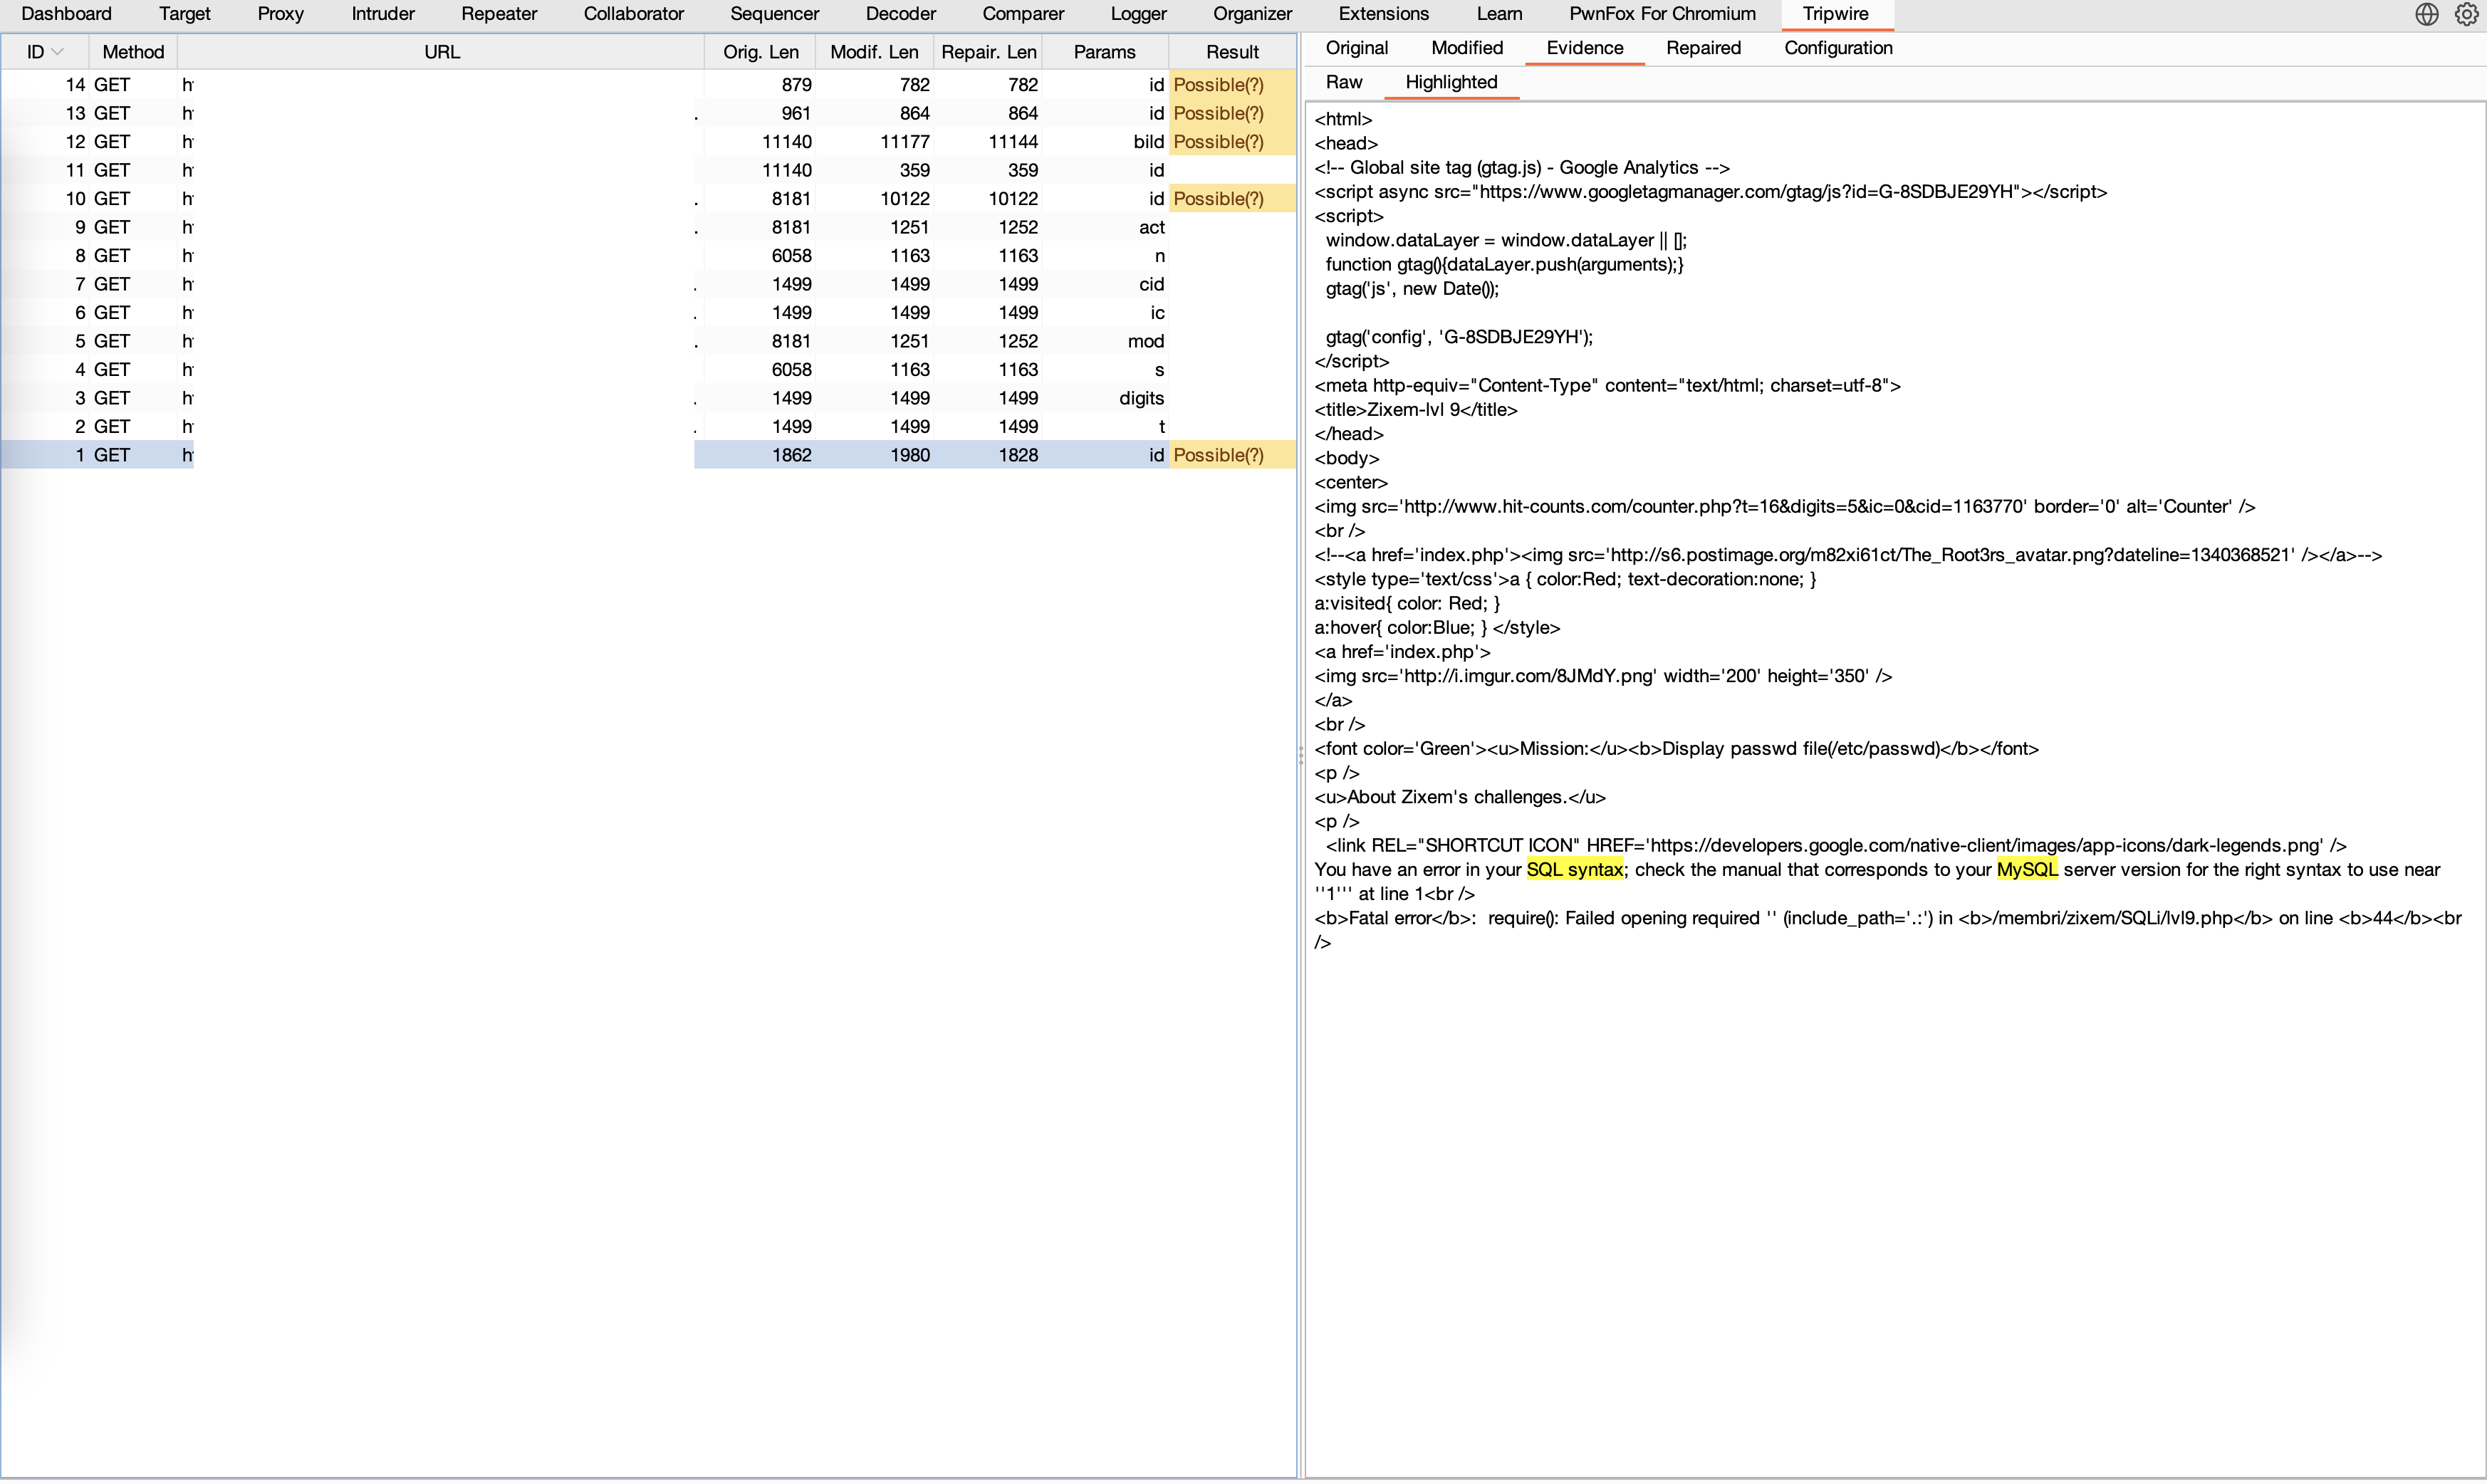 Dashboard Target Proxy Intruder Repeater Collaborator Sequencer Decoder Comparer Logger Organizer Extensions Learn PwnFox For Chromium Tripwire
ID Method URL Orig. Len Modif. Len Repair. Len Params Result
14 GET 879 782 782 id Possible(?)
13 GET . 961 864 864 id Possible(?)
12 GET 11140 11177 11144 bild Possible(?)
11 GET 11140 359 359 id
10 GET . 8181 10122 10122 id Possible(?)
9 GET . 8181 1251 1252 act
8 GET 6058 1163 1163 n
7 GET . 1499 1499 1499 cid
6 GET . 1499 1499 1499 ic
5 GET . 8181 1251 1252 mod
4 GET 6058 1163 1163 s
3 GET . 1499 1499 1499 digits
2 GET . 1499 1499 1499 t
1 GET 1862 1980 1828 id Possible(?)
Original Modified Evidence Repaired Configuration
Raw Highlighted
<html>
<head>
<!-- Global site tag (gtag.js) - Google Analytics -->
<script async src="https://www.googletagmanager.com/gtag/js?id=G-8SDBJE29YH"></script>
<script>
window.dataLayer = window.dataLayer || [];
function gtag(){dataLayer.push(arguments);}
gtag('js', new Date());
gtag('config', 'G-8SDBJE29YH');
</script>
<meta http-equiv="Content-Type" content="text/html; charset=utf-8">
<title>Zixem-lvl 9</title>
</head>
<body>
<center>
<img src='http://www.hit-counts.com/counter.php?t=16&digits=5&ic=0&cid=1163770' border='0' alt='Counter' />
<br />
<!--<a href='index.php'><img src='http://s6.postimage.org/m82xi61ct/The_Root3rs_avatar.png?dateline=1340368521' /></a>-->
<style type='text/css'>a { color:Red; text-decoration:none; }
a:visited{ color: Red; }
a:hover{ color:Blue; } </style>
<a href='index.php'>
<img src='http://i.imgur.com/8JMdY.png' width='200' height='350' />
</a>
<br />
<font color='Green'><u>Mission:</u><b>Display passwd file(/etc/passwd)</b></font>
<p />
<u>About Zixem's challenges.</u>
<p />
<link REL="SHORTCUT ICON" HREF='https://developers.google.com/native-client/images/app-icons/dark-legends.png' />
You have an error in your SQL syntax; check the manual that corresponds to your MySQL server version for the right syntax to use near
''1''' at line 1<br />
<b>Fatal error</b>:  require(): Failed opening required '' (include_path='.:') in <b>/membri/zixem/SQLi/lvl9.php</b> on line <b>44</b><br
/>